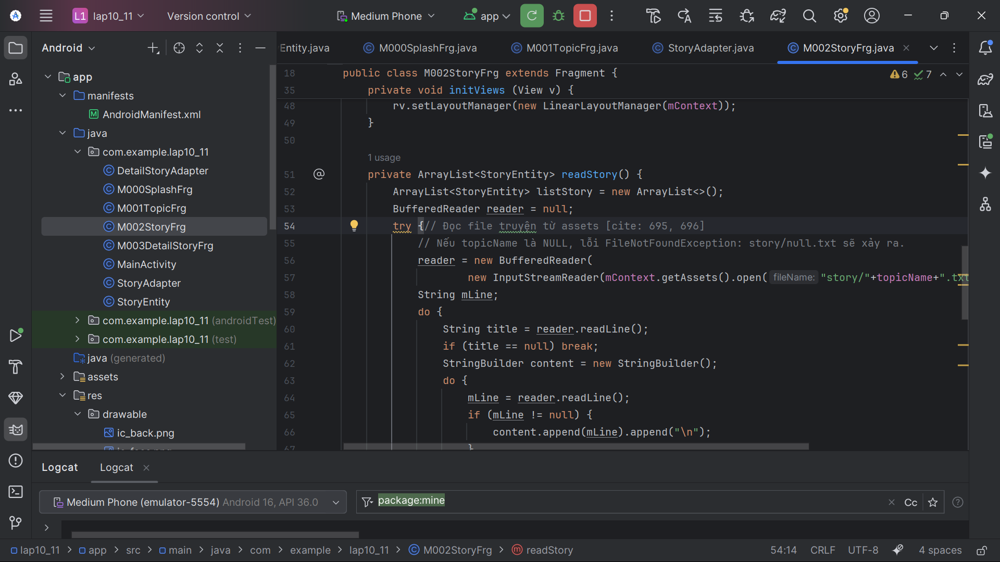 L1 lap10_11 Version control Medium Phone app
Android
Entity.java M000SplashFrg.java M001TopicFrg.java StoryAdapter.java M002StoryFrg.java
app
manifests
AndroidManifest.xml
java
com.example.lap10_11
DetailStoryAdapter
M000SplashFrg
M001TopicFrg
M002StoryFrg
M003DetailStoryFrg
MainActivity
StoryAdapter
StoryEntity
com.example.lap10_11 (androidTest)
com.example.lap10_11 (test)
java (generated)
assets
res
drawable
ic_back.png
6 7
18 public class M002StoryFrg extends Fragment {
35 private void initViews (View v) {
48 rv.setLayoutManager(new LinearLayoutManager(mContext));
49 }
50
1 usage
51 @ private ArrayList<StoryEntity> readStory() {
52 ArrayList<StoryEntity> listStory = new ArrayList<>();
53 BufferedReader reader = null;
54 try {// Đọc file truyện từ assets [cite: 695, 696]
55 // Nếu topicName là NULL, lỗi FileNotFoundException: story/null.txt sẽ xảy ra.
56 reader = new BufferedReader(
57 new InputStreamReader(mContext.getAssets().open( fileName: "story/"+topicName+".txt
58 String mLine;
59 do {
60 String title = reader.readLine();
61 if (title == null) break;
62 StringBuilder content = new StringBuilder();
63 do {
64 mLine = reader.readLine();
65 if (mLine != null) {
66 content.append(mLine).append("\n");
67 }
Logcat Logcat
Medium Phone (emulator-5554) Android 16, API 36.0 package:mine Cc
lap10_11 > app > src > main > java > com > example > lap10_11 > M002StoryFrg > readStory 54:14 CRLF UTF-8 4 spaces